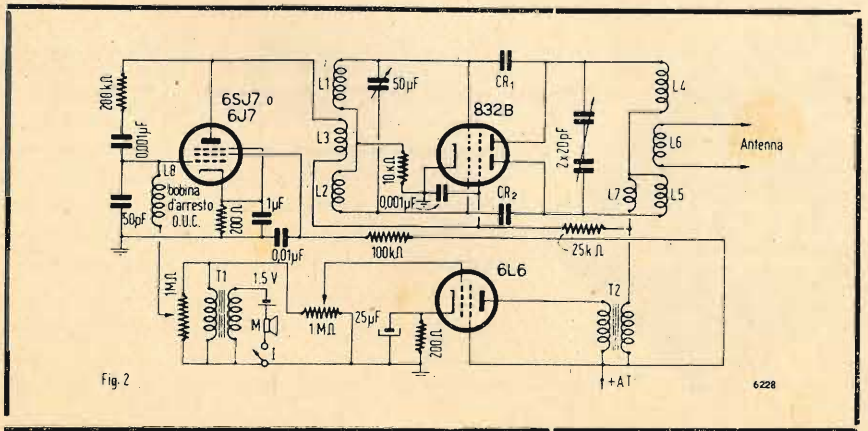 200kΩ
0,001µF
50pF
6SJ7 o
6J7
L8
bobina
d'arresto
O.U.C.
200Ω
1µF
0,01µF
L1
L3
L2
50µF
10kΩ
0,001µF
832B
CR₁
CR₂
2x20pF
L4
L6
L7
L5
Antenna
100kΩ
25kΩ
1MΩ
T1
1.5V
M
I
1MΩ
25µF
200Ω
6L6
T2
+AT
Fig. 2
6228